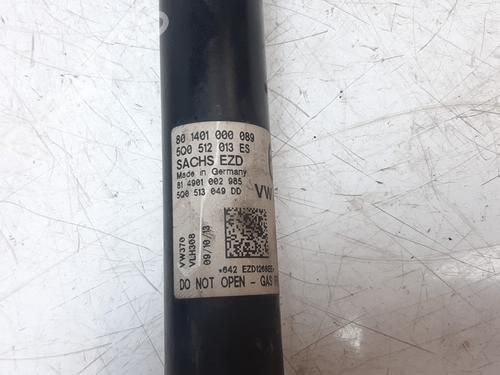 80 1401 000 089
5Q0 512 013 ES
SACHS EZD
Made in Germany
81 4901 002 985
5Q0 513 049 DD
VW
VW370
VLH308
09/10/13
DO NOT OPEN - GAS